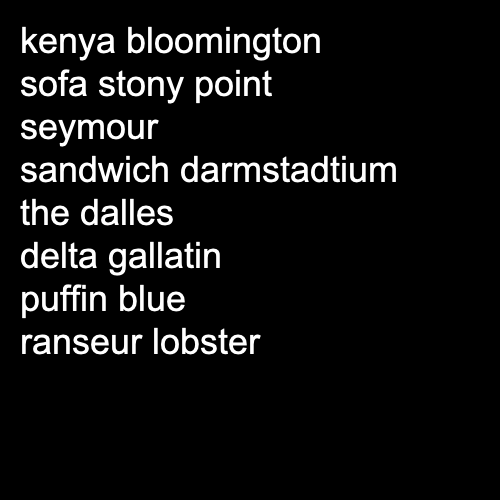 kenya bloomington
sofa stony point
seymour
sandwich darmstadtium
the dalles
delta gallatin
puffin blue
ranseur lobster